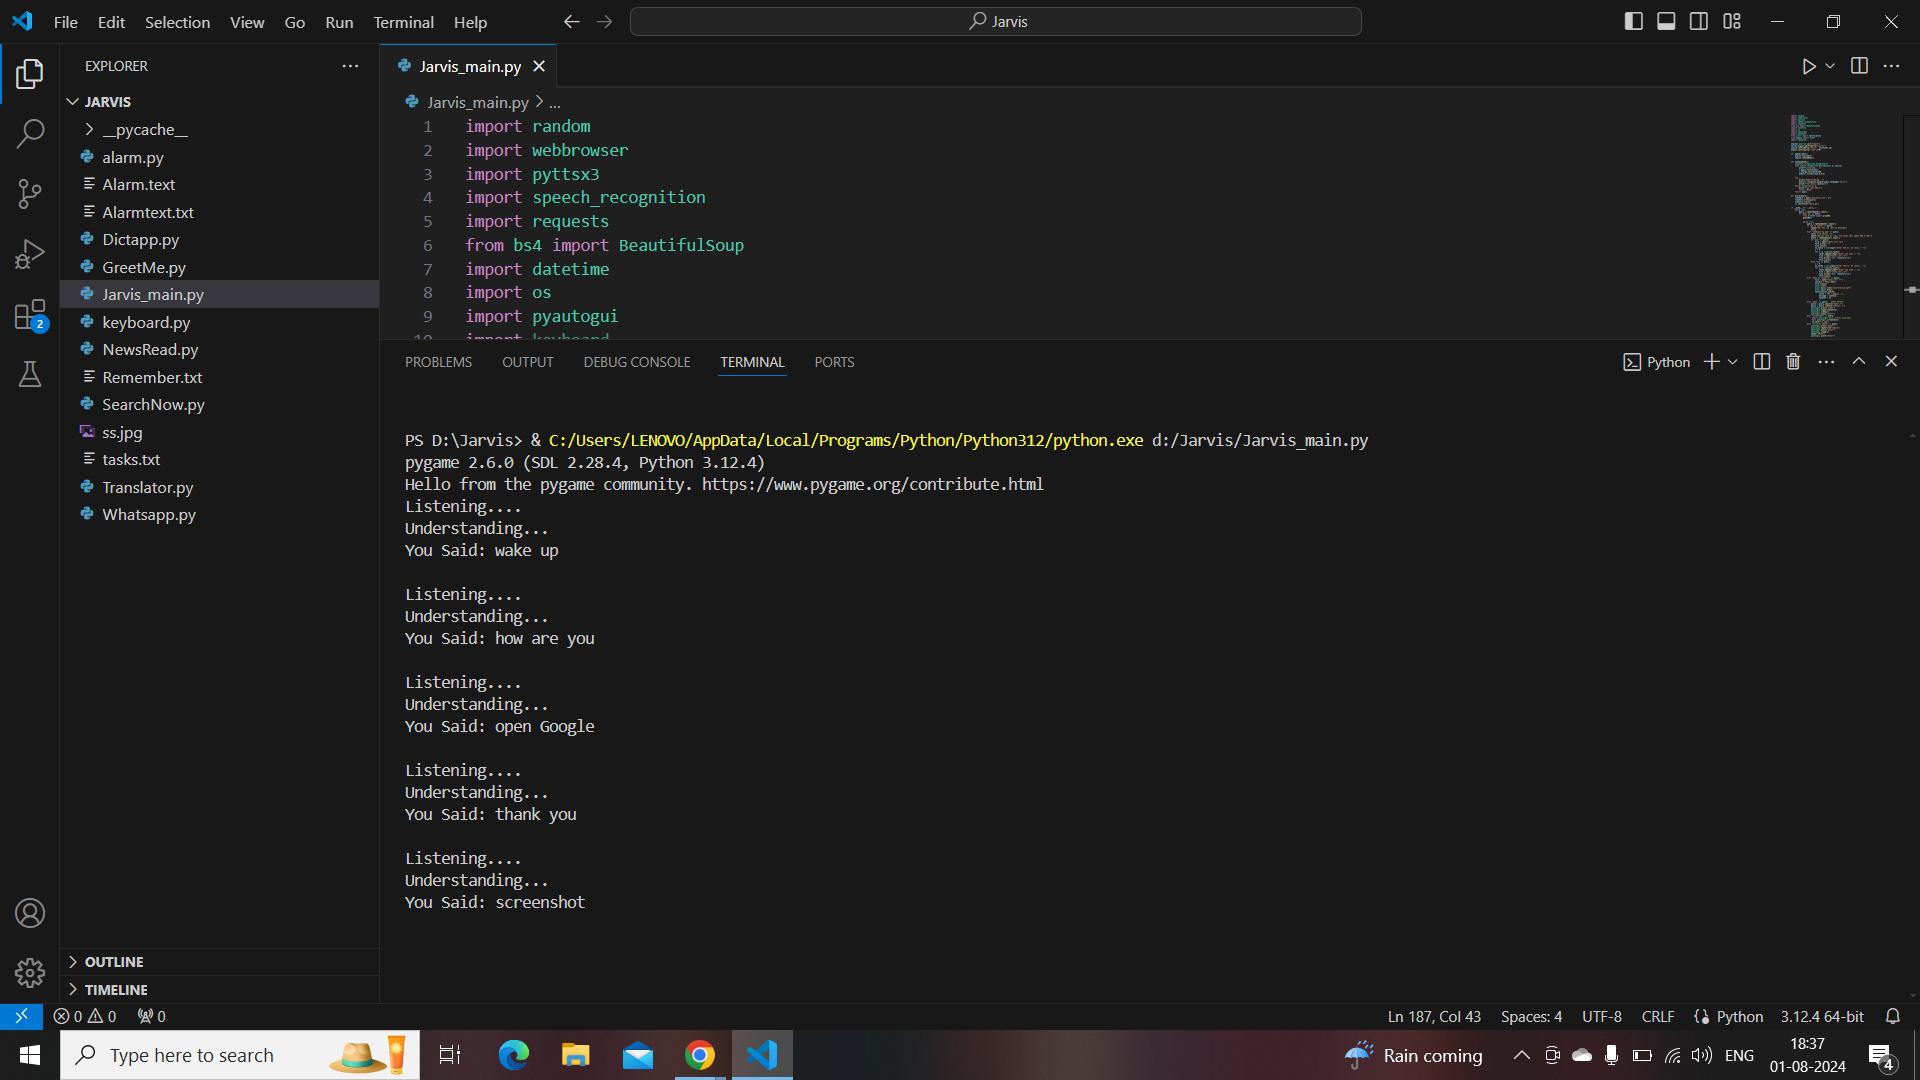 File Edit Selection View Go Run Terminal Help
Jarvis
EXPLORER
JARVIS
__pycache__
alarm.py
Alarm.text
Alarmtext.txt
Dictapp.py
GreetMe.py
Jarvis_main.py
keyboard.py
NewsRead.py
Remember.txt
SearchNow.py
ss.jpg
tasks.txt
Translator.py
Whatsapp.py
OUTLINE
TIMELINE
2
Jarvis_main.py
Jarvis_main.py > ...
1 import random
2 import webbrowser
3 import pyttsx3
4 import speech_recognition
5 import requests
6 from bs4 import BeautifulSoup
7 import datetime
8 import os
9 import pyautogui
10 import keyboard
PROBLEMS OUTPUT DEBUG CONSOLE TERMINAL PORTS
Python
PS D:\Jarvis> & C:/Users/LENOVO/AppData/Local/Programs/Python/Python312/python.exe d:/Jarvis/Jarvis_main.py
pygame 2.6.0 (SDL 2.28.4, Python 3.12.4)
Hello from the pygame community. https://www.pygame.org/contribute.html
Listening....
Understanding...
You Said: wake up
Listening....
Understanding...
You Said: how are you
Listening....
Understanding...
You Said: open Google
Listening....
Understanding...
You Said: thank you
Listening....
Understanding...
You Said: screenshot
0 0 0
Ln 187, Col 43 Spaces: 4 UTF-8 CRLF Python 3.12.4 64-bit
Type here to search
Rain coming
ENG
18:37
01-08-2024
4